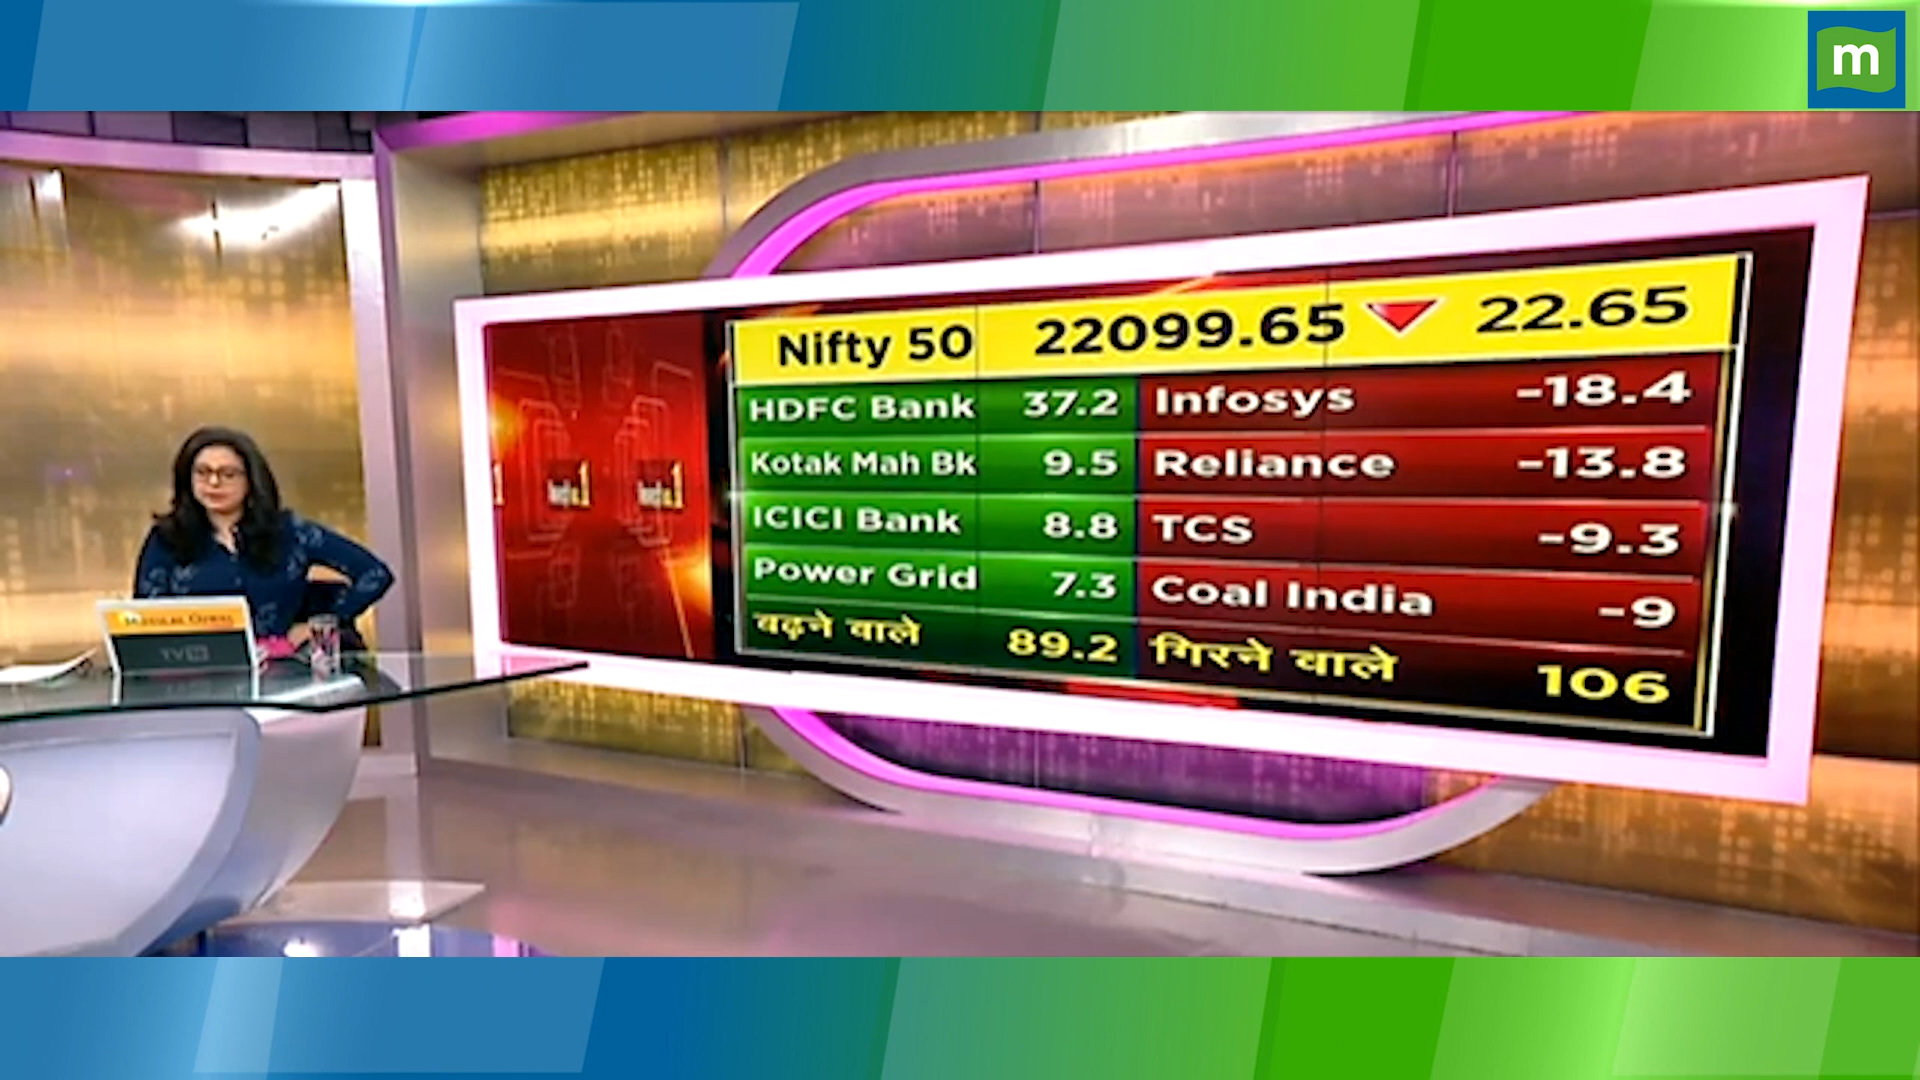 m
Nifty 50 22099.65 22.65
HDFC Bank 37.2 Infosys -18.4
Kotak Mah Bk 9.5 Reliance -13.8
ICICI Bank 8.8 TCS -9.3
Power Grid 7.3 Coal India -9
बढ़ने वाले 89.2 गिरने वाले 106